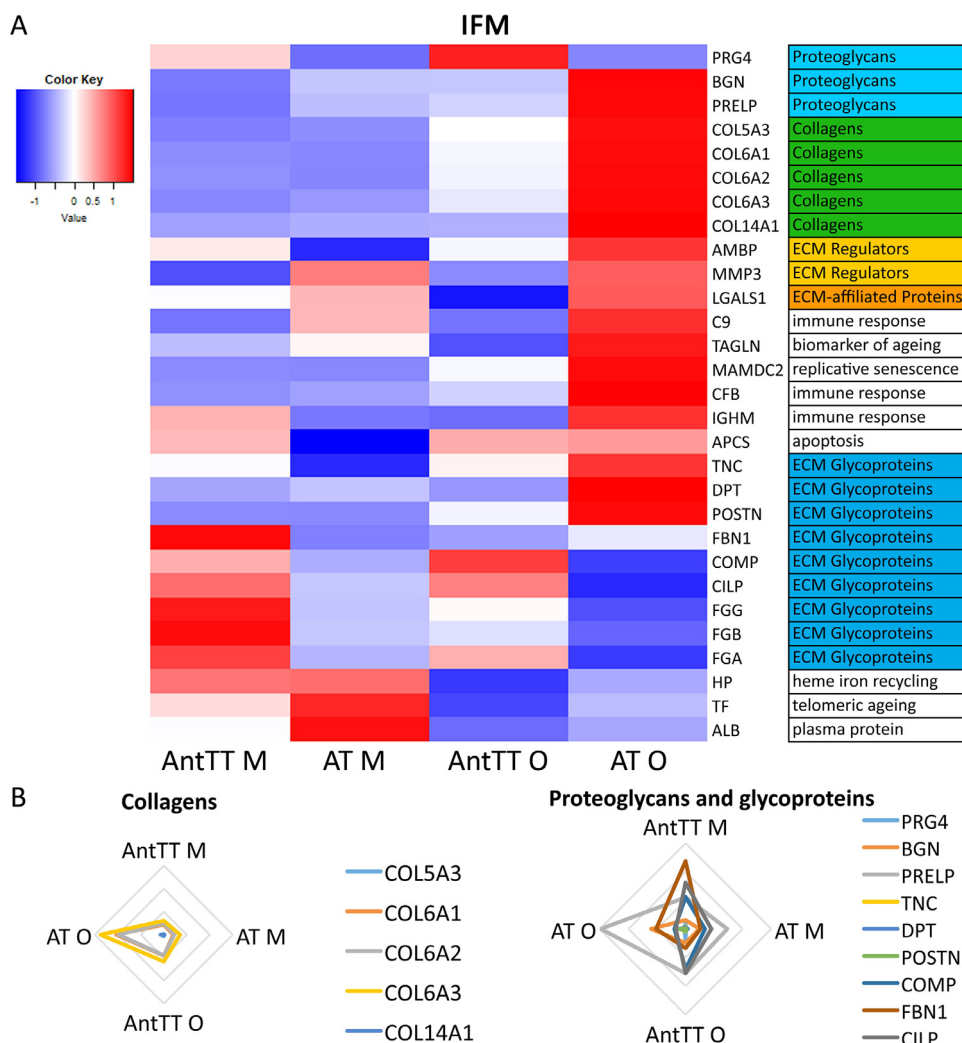 A
IFM
Color Key
-1 0 0.5 1
Value
PRG4 Proteoglycans
BGN Proteoglycans
PRELP Proteoglycans
COL5A3 Collagens
COL6A1 Collagens
COL6A2 Collagens
COL6A3 Collagens
COL14A1 Collagens
AMBP ECM Regulators
MMP3 ECM Regulators
LGALS1 ECM-affiliated Proteins
C9 immune response
TAGLN biomarker of ageing
MAMDC2 replicative senescence
CFB immune response
IGHM immune response
APCS apoptosis
TNC ECM Glycoproteins
DPT ECM Glycoproteins
POSTN ECM Glycoproteins
FBN1 ECM Glycoproteins
COMP ECM Glycoproteins
CILP ECM Glycoproteins
FGG ECM Glycoproteins
FGB ECM Glycoproteins
FGA ECM Glycoproteins
HP heme iron recycling
TF telomeric ageing
ALB plasma protein
AntTT M AT M AntTT O AT O
B
Collagens
AntTT M
AT O AT M
AntTT O
COL5A3
COL6A1
COL6A2
COL6A3
COL14A1
Proteoglycans and glycoproteins
AntTT M
AT O AT M
AntTT O
PRG4
BGN
PRELP
TNC
DPT
POSTN
COMP
FBN1
CILP